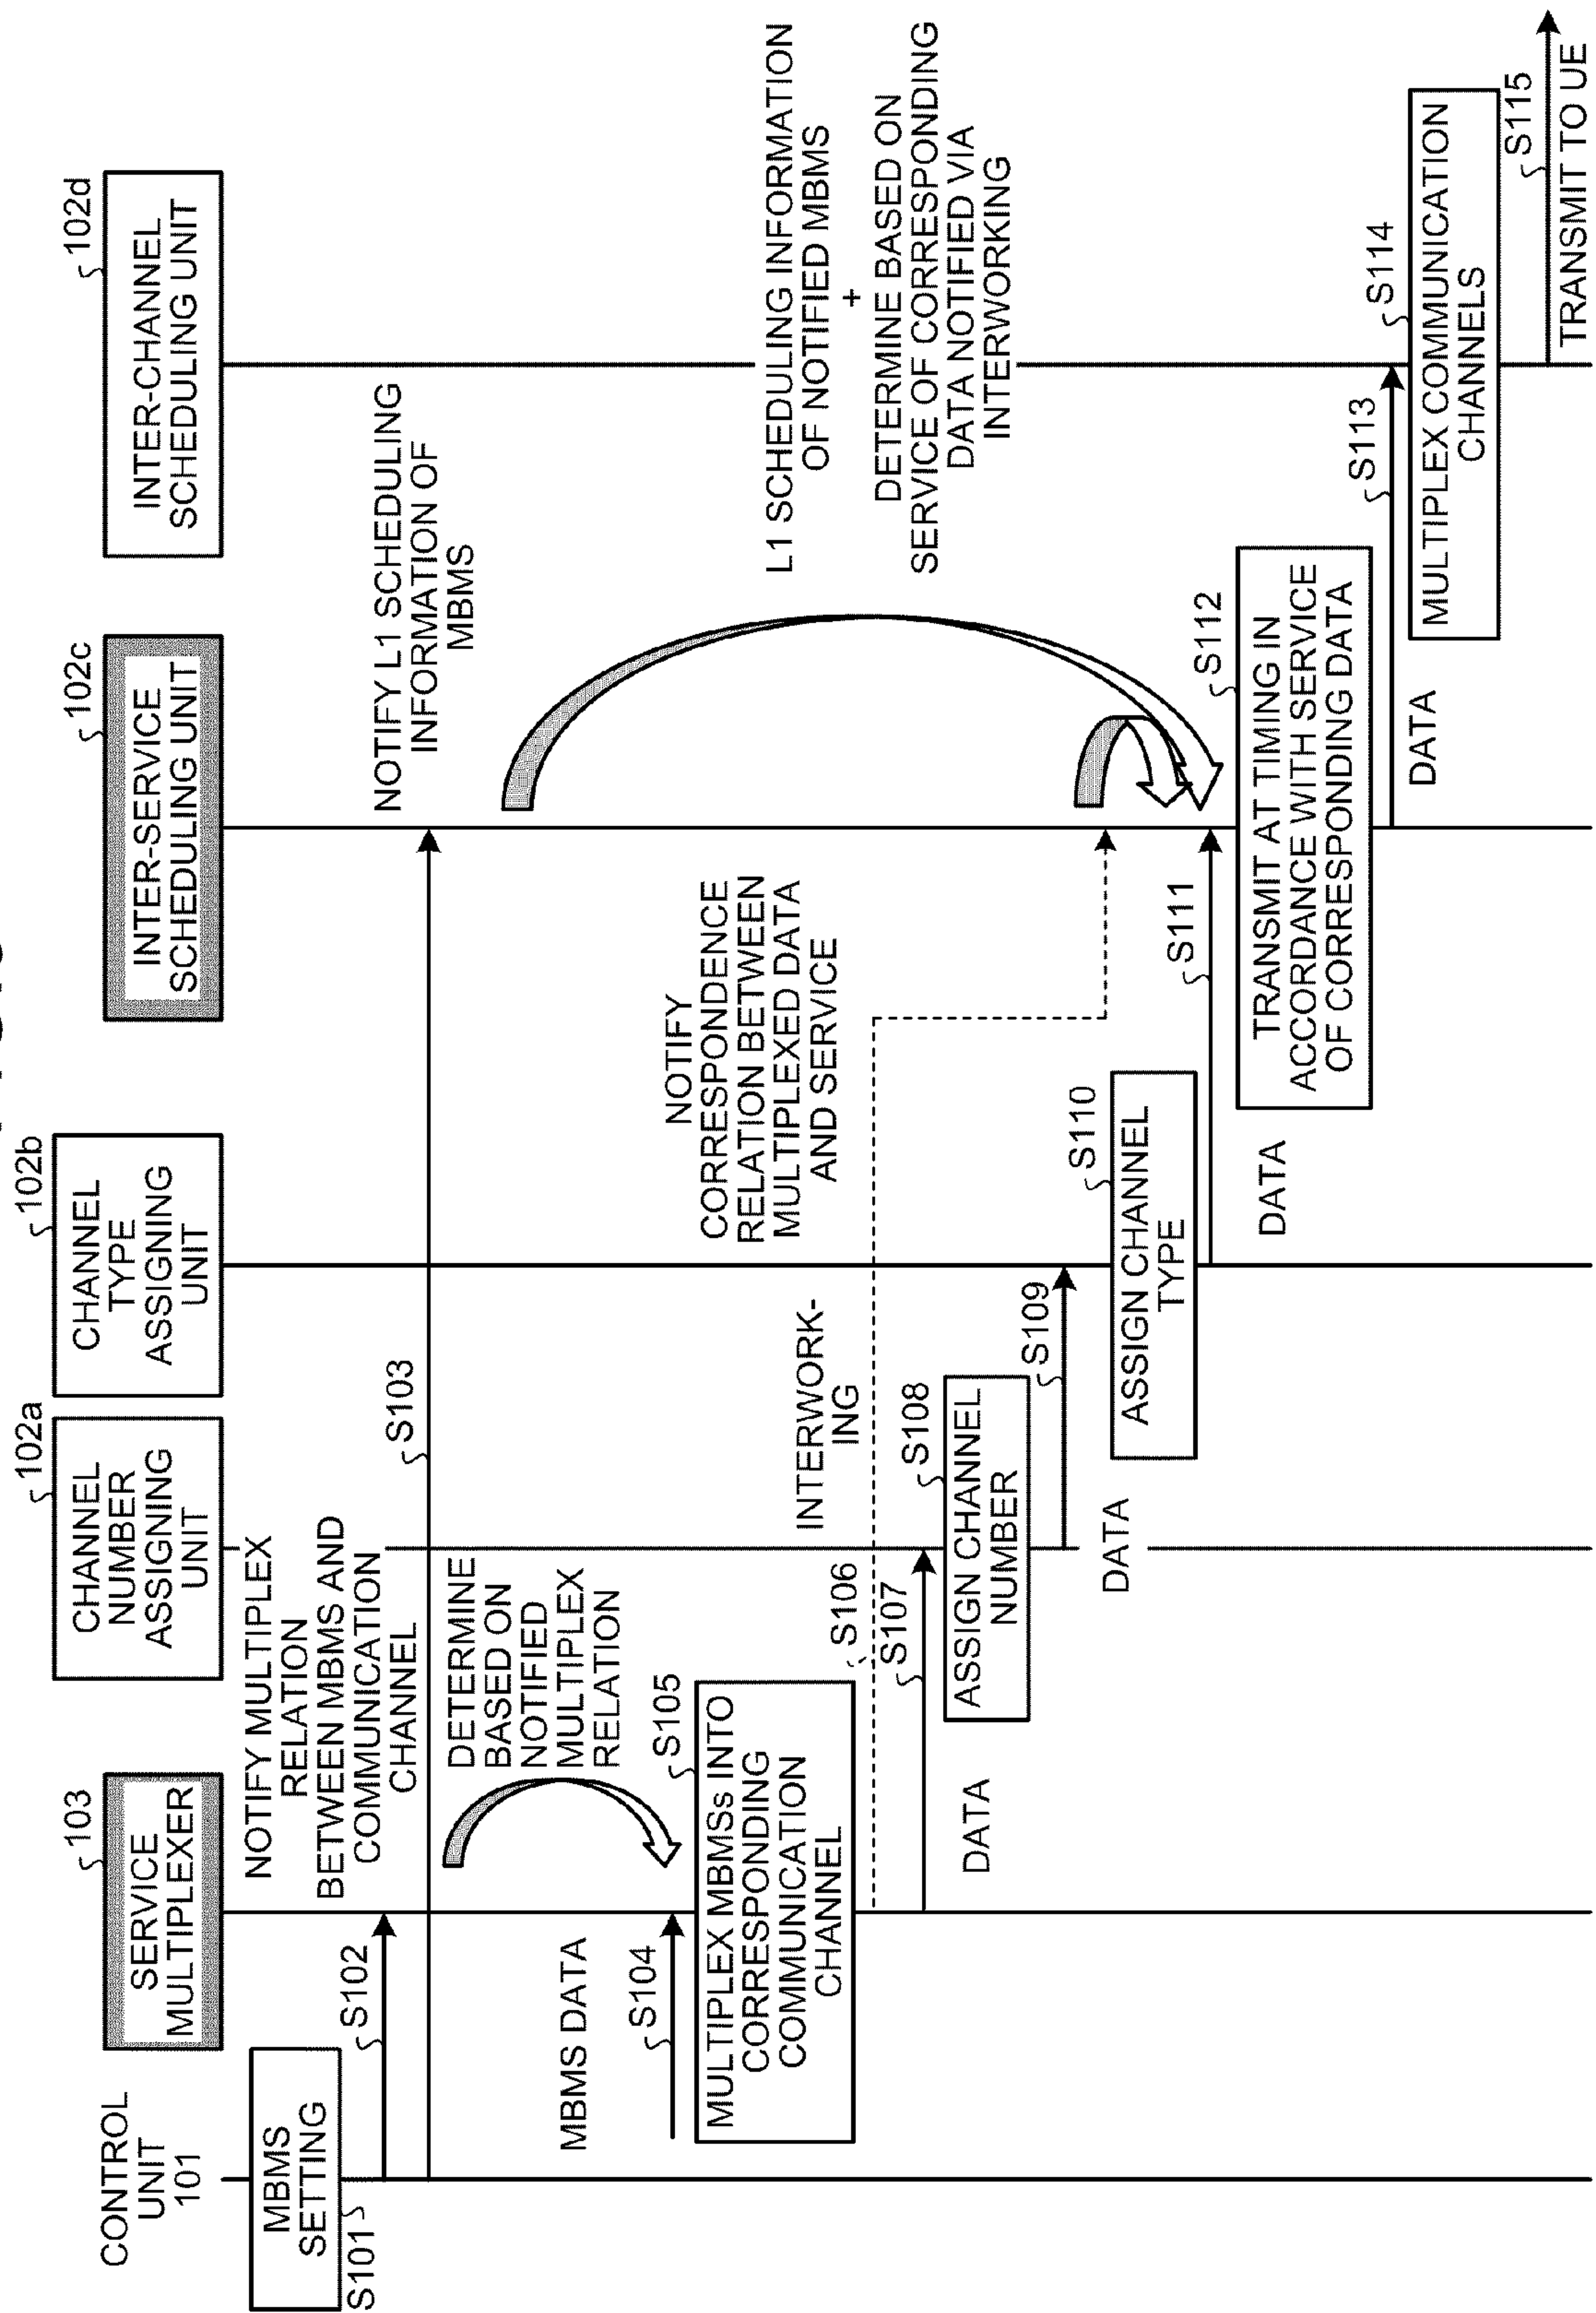 CONTROL
UNIT
101
103
SERVICE
MULTIPLEXER
102a
CHANNEL
NUMBER
ASSIGNING
UNIT
102b
CHANNEL
TYPE
ASSIGNING
UNIT
102c
INTER-SERVICE
SCHEDULING UNIT
102d
INTER-CHANNEL
SCHEDULING UNIT
MBMS
SETTING
S101
S102
NOTIFY MULTIPLEX
RELATION
BETWEEN MBMS AND
COMMUNICATION
CHANNEL
S103
NOTIFY L1 SCHEDULING
INFORMATION OF
MBMS
DETERMINE
BASED ON
NOTIFIED
MULTIPLEX
RELATION
MBMS DATA
S104
S105
MULTIPLEX MBMSs INTO
CORRESPONDING
COMMUNICATION
CHANNEL
S106
INTERWORK-
ING
NOTIFY
CORRESPONDENCE
RELATION BETWEEN
MULTIPLEXED DATA
AND SERVICE
L1 SCHEDULING INFORMATION
OF NOTIFIED MBMS
+
DETERMINE BASED ON
SERVICE OF CORRESPONDING
DATA NOTIFIED VIA
INTERWORKING
S107
DATA
S108
ASSIGN CHANNEL
NUMBER
S109
DATA
S110
ASSIGN CHANNEL
TYPE
S111
DATA
S112
TRANSMIT AT TIMING IN
ACCORDANCE WITH SERVICE
OF CORRESPONDING DATA
S113
DATA
S114
MULTIPLEX COMMUNICATION
CHANNELS
S115
TRANSMIT TO UE